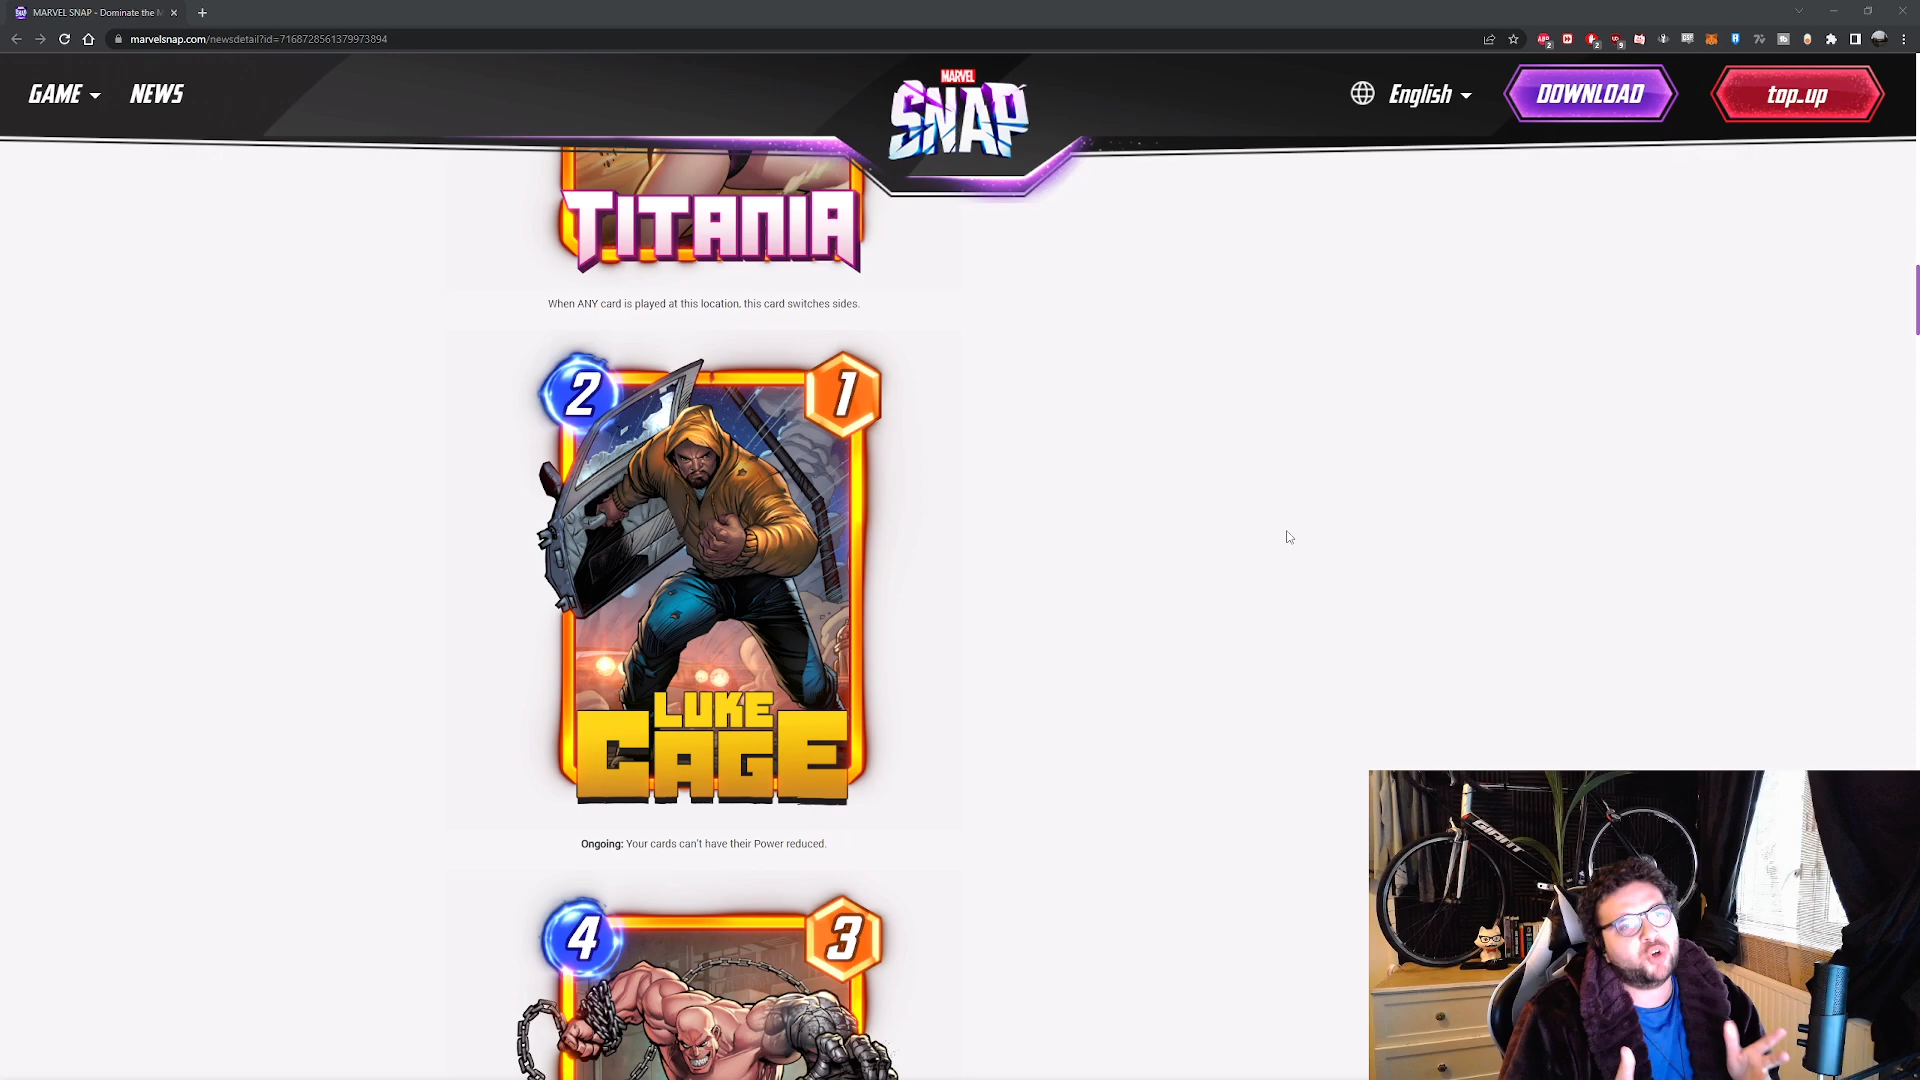 MARVEL SNAP - Dominate the M
marvelsnap.com/newsdetail?id=7168728561379973894
GAME
NEWS
MARVEL
SNAP
English
DOWNLOAD
top_up
TITANIA
When ANY card is played at this location, this card switches sides.
2
1
LUKE
CAGE
Ongoing: Your cards can't have their Power reduced.
4
3
GIANT